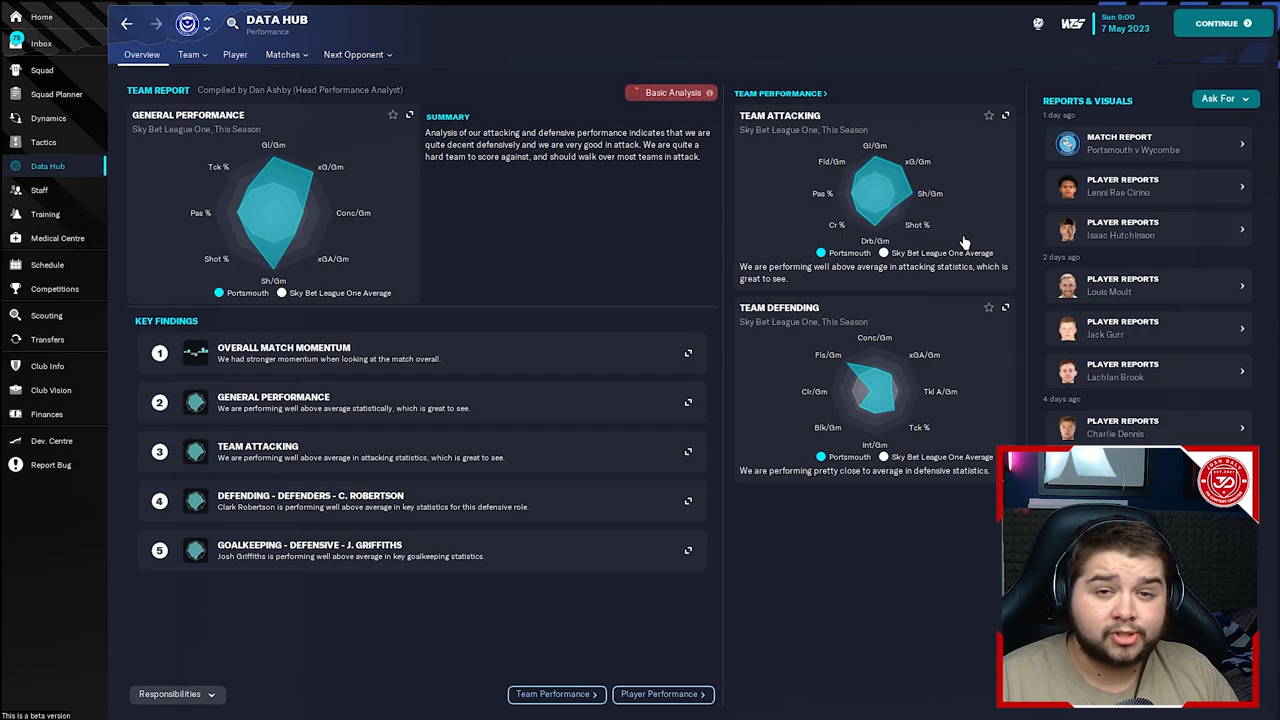 Home
75
Inbox
Squad
Squad Planner
Dynamics
Tactics
Data Hub
Staff
Training
Medical Centre
Schedule
Competitions
Scouting
Transfers
Club Info
Club Vision
Finances
Dev. Centre
Report Bug
This is a beta version
DATA HUB
Performance
Sun 9:00
7 May 2023
CONTINUE
Overview
Team
Player
Matches
Next Opponent
TEAM REPORT Compiled by Dan Ashby (Head Performance Analyst)
Basic Analysis
GENERAL PERFORMANCE
Sky Bet League One, This Season
Gl/Gm
xG/Gm
Conc/Gm
xGA/Gm
Sh/Gm
Shot %
Pas %
Tck %
Portsmouth
Sky Bet League One Average
SUMMARY
Analysis of our attacking and defensive performance indicates that we are
quite decent defensively and we are very good in attack. We are quite a
hard team to score against, and should walk over most teams in attack.
KEY FINDINGS
1
OVERALL MATCH MOMENTUM
We had stronger momentum when looking at the match overall.
2
GENERAL PERFORMANCE
We are performing well above average statistically, which is great to see.
3
TEAM ATTACKING
We are performing well above average in attacking statistics, which is great to see.
4
DEFENDING - DEFENDERS - C. ROBERTSON
Clark Robertson is performing well above average in key statistics for this defensive role.
5
GOALKEEPING - DEFENSIVE - J. GRIFFITHS
Josh Griffiths is performing well above average in key goalkeeping statistics.
Responsibilities
Team Performance >
Player Performance >
TEAM PERFORMANCE >
TEAM ATTACKING
Sky Bet League One, This Season
Gl/Gm
xG/Gm
Sh/Gm
Shot %
Drb/Gm
Cr %
Pas %
Fld/Gm
Portsmouth
Sky Bet League One Average
We are performing well above average in attacking statistics, which is
great to see.
TEAM DEFENDING
Sky Bet League One, This Season
Conc/Gm
xGA/Gm
Tkl A/Gm
Tck %
Int/Gm
Blk/Gm
Clr/Gm
Fls/Gm
Portsmouth
Sky Bet League One Average
We are performing pretty close to average in defensive statistics.
REPORTS & VISUALS
Ask For
1 day ago
MATCH REPORT
Portsmouth v Wycombe
PLAYER REPORTS
Lenni Rae Cirino
PLAYER REPORTS
Isaac Hutchinson
2 days ago
PLAYER REPORTS
Louis Moult
PLAYER REPORTS
Jack Gurr
PLAYER REPORTS
Lachlan Brook
4 days ago
PLAYER REPORTS
Charlie Dennis
JOSH DALY